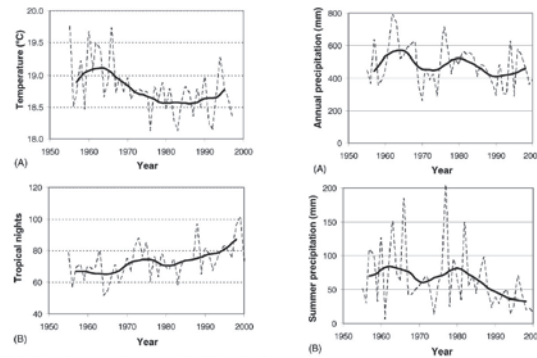 Temperature (ºC)
20.0
19.5
19.0
18.5
18.0
1950 1960 1970 1980 1990 2000
(A)
Year
Annual precipitation (mm)
800
600
400
200
0
1950 1960 1970 1980 1990 2000
(A)
Year
Tropical nights
120
100
80
60
40
1950 1960 1970 1980 1990 2000
(B)
Year
Summer precipitation (mm)
200
150
100
50
0
1950 1960 1970 1980 1990 2000
(B)
Year